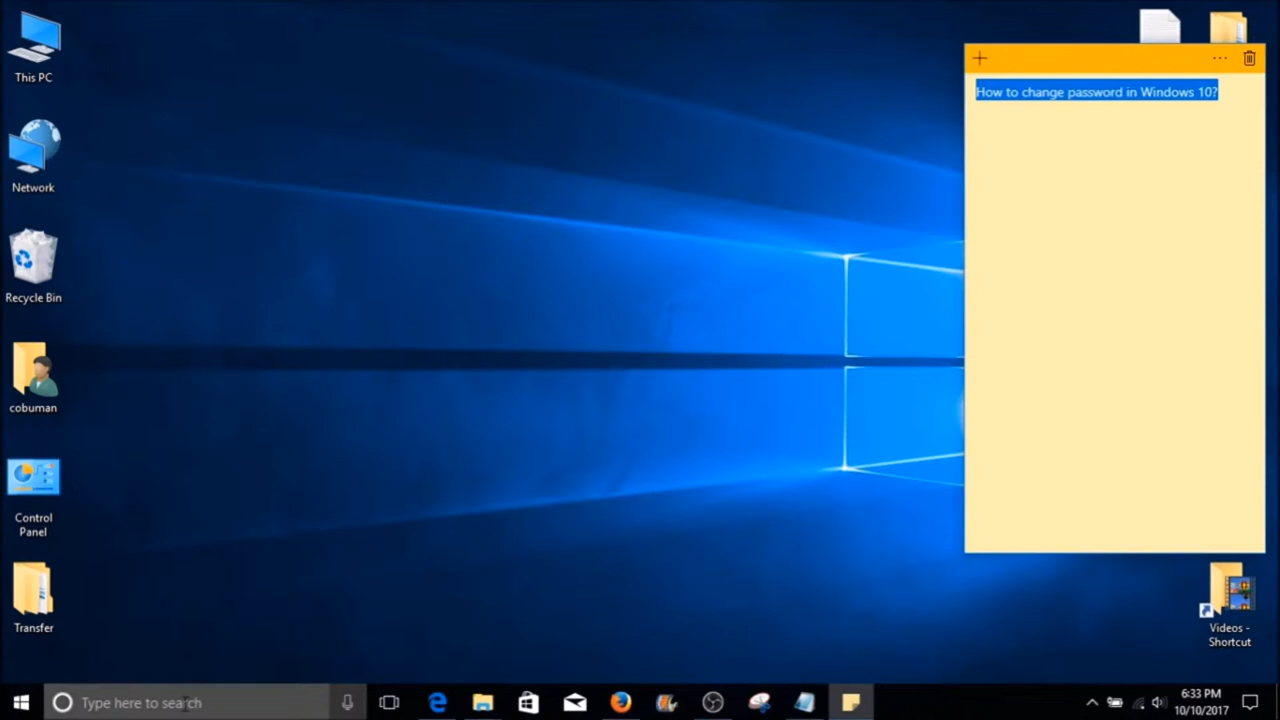 This PC
Network
Recycle Bin
cobuman
Control
Panel
Transfer
How to change password in Windows 10?
Videos -
Shortcut
Type here to search
6:33 PM
10/10/2017